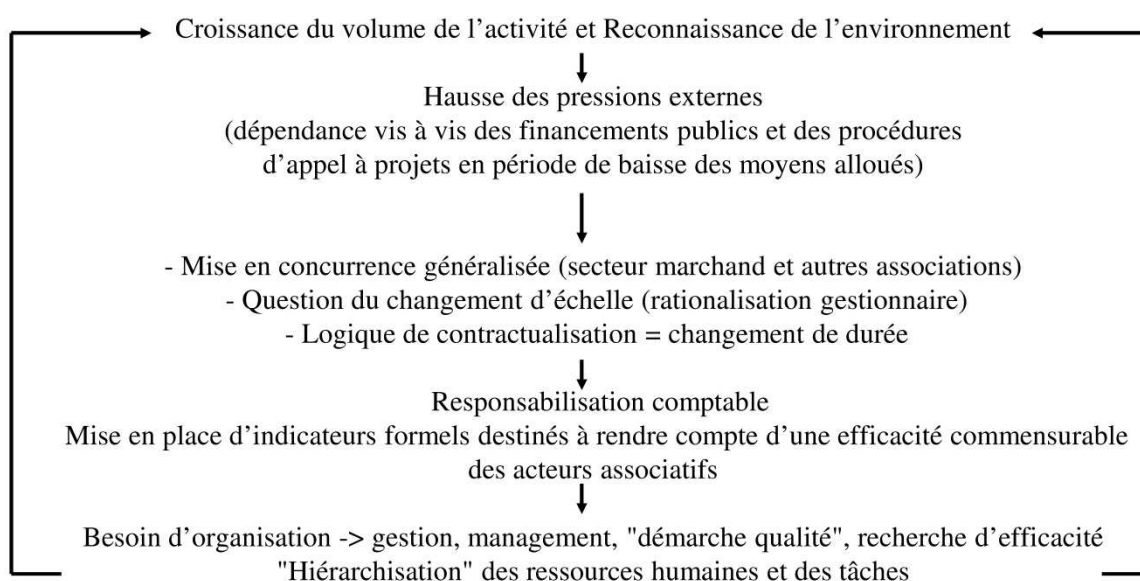 Croissance du volume de l’activité et Reconnaissance de l’environnement
Hausse des pressions externes
(dépendance vis à vis des financements publics et des procédures
d’appel à projets en période de baisse des moyens alloués)
- Mise en concurrence généralisée (secteur marchand et autres associations)
- Question du changement d’échelle (rationalisation gestionnaire)
- Logique de contractualisation = changement de durée
Responsabilisation comptable
Mise en place d’indicateurs formels destinés à rendre compte d’une efficacité commensurable
des acteurs associatifs
Besoin d’organisation -> gestion, management, "démarche qualité", recherche d’efficacité
"Hiérarchisation" des ressources humaines et des tâches